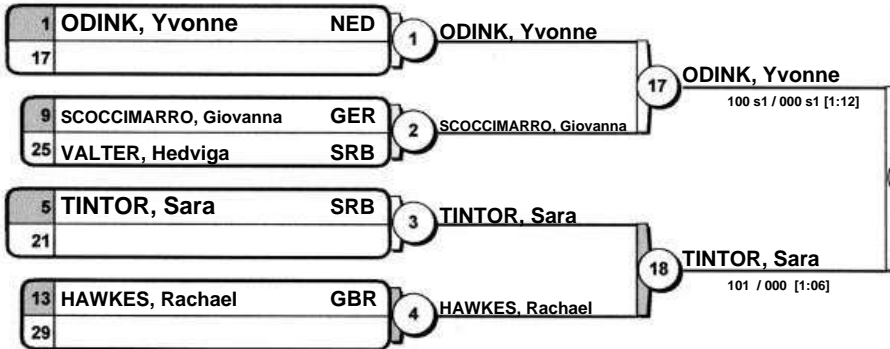 1 ODINK, Yvonne NED
17
1 ODINK, Yvonne
9 SCOCCIMARRO, Giovanna GER
25 VALTER, Hedviga SRB
2 SCOCCIMARRO, Giovanna
17 ODINK, Yvonne
100 s1 / 000 s1 [1:12]
5 TINTOR, Sara SRB
21
3 TINTOR, Sara
13 HAWKES, Rachael GBR
29
4 HAWKES, Rachael
18 TINTOR, Sara
101 / 000 [1:06]